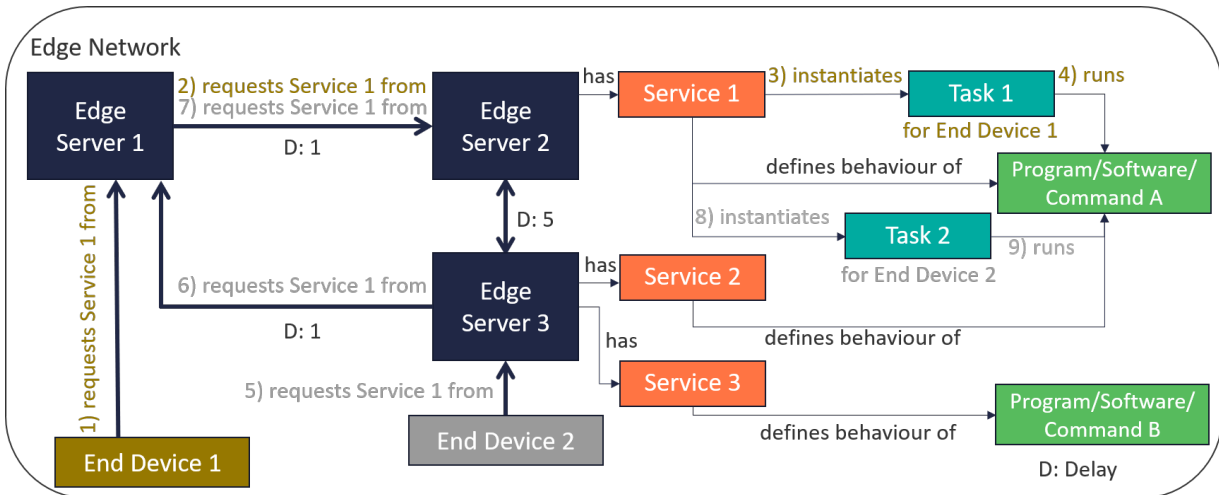 Edge Network
Edge
Server 1
2) requests Service 1 from
7) requests Service 1 from
D: 1
Edge
Server 2
has
Service 1
3) instantiates
Task 1
for End Device 1
4) runs
defines behaviour of
Program/Software/
Command A
8) instantiates
Task 2
for End Device 2
9) runs
D: 5
1) requests Service 1 from
6) requests Service 1 from
D: 1
Edge
Server 3
has
Service 2
defines behaviour of
has
Service 3
defines behaviour of
Program/Software/
Command B
5) requests Service 1 from
End Device 1
End Device 2
D: Delay